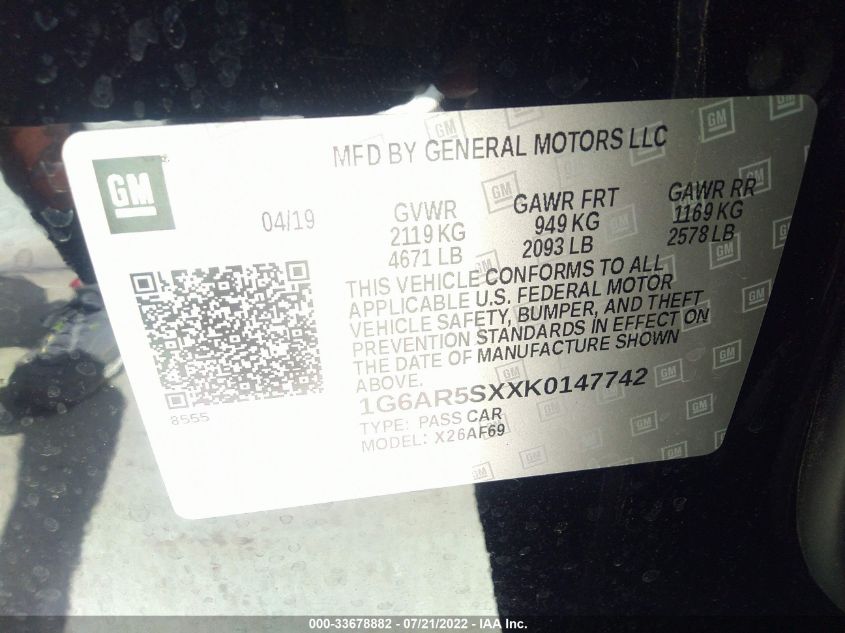 MFD BY GENERAL MOTORS LLC
GM
04/19
GVWR
2119 KG
4671 LB
GAWR FRT
949 KG
2093 LB
GAWR RR
1169 KG
2578 LB
THIS VEHICLE CONFORMS TO ALL
APPLICABLE U.S. FEDERAL MOTOR
VEHICLE SAFETY, BUMPER, AND THEFT
PREVENTION STANDARDS IN EFFECT ON
THE DATE OF MANUFACTURE SHOWN
ABOVE.
1G6AR5SXXK0147742
TYPE: PASS CAR
MODEL: X26AF69
8555
000-33678882 - 07/21/2022 - IAA Inc.